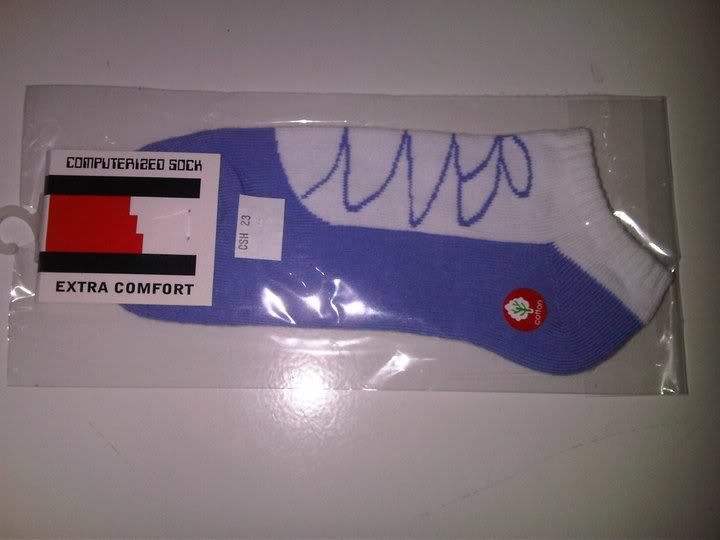 COMPUTERIZED SOCK
EXTRA COMFORT
CSH 23
cotton